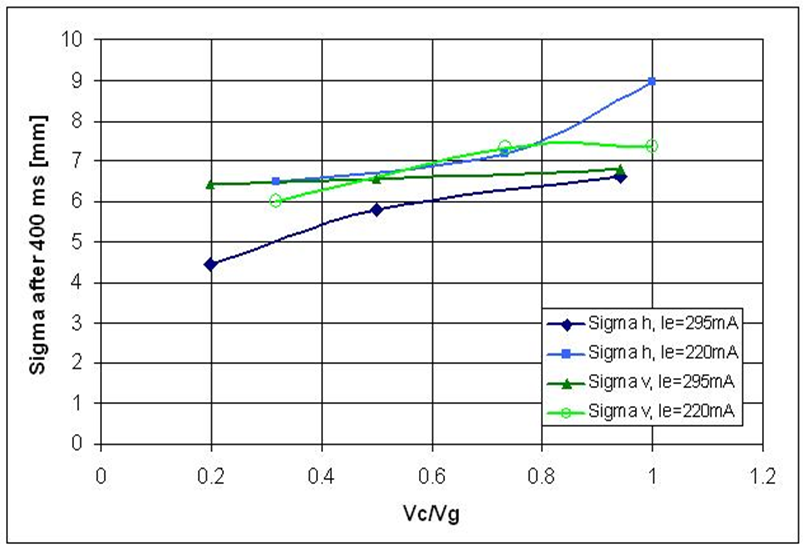 10
9
8
7
6
5
4
3
2
1
0
Sigma after 400 ms [mm]
Sigma h, Ie=295mA
Sigma h, Ie=220mA
Sigma v, Ie=295mA
Sigma v, Ie=220mA
0 0.2 0.4 0.6 0.8 1 1.2
Vc/Vg